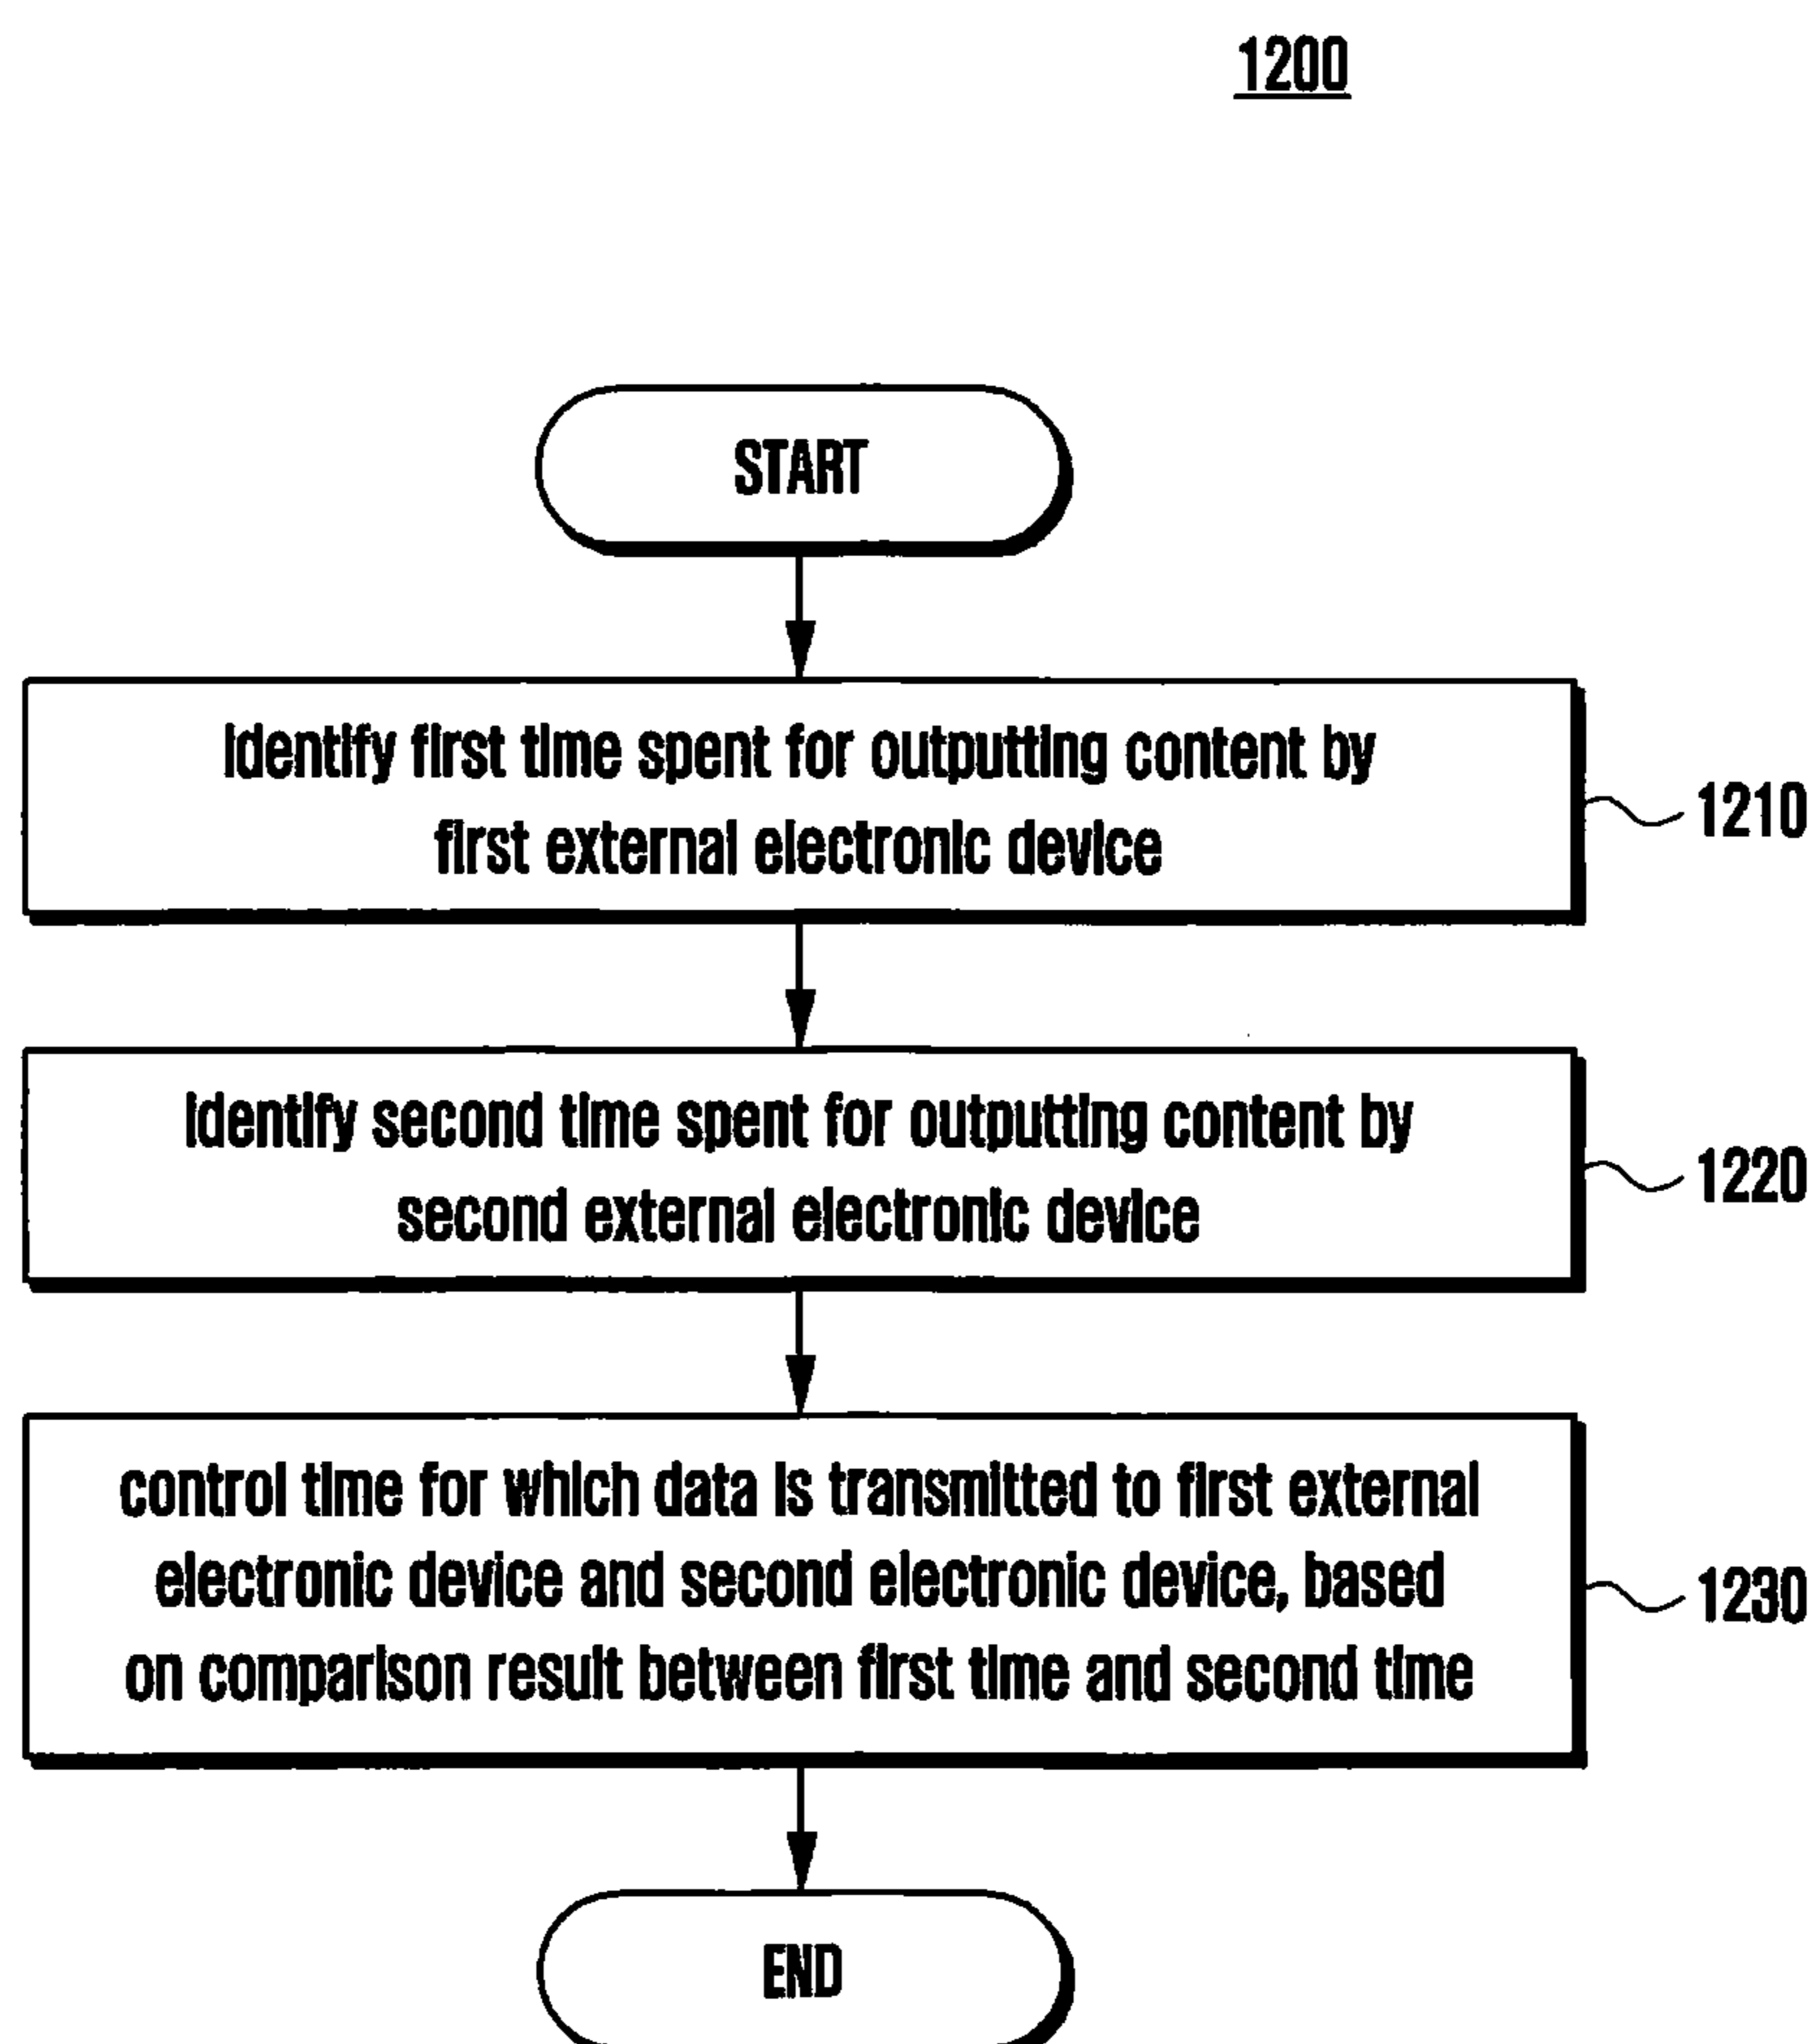 1200
START
Identify first time spent for outputting content by
first external electronic device
1210
Identify second time spent for outputting content by
second external electronic device
1220
control time for which data is transmitted to first external
electronic device and second electronic device, based
on comparison result between first time and second time
1230
END